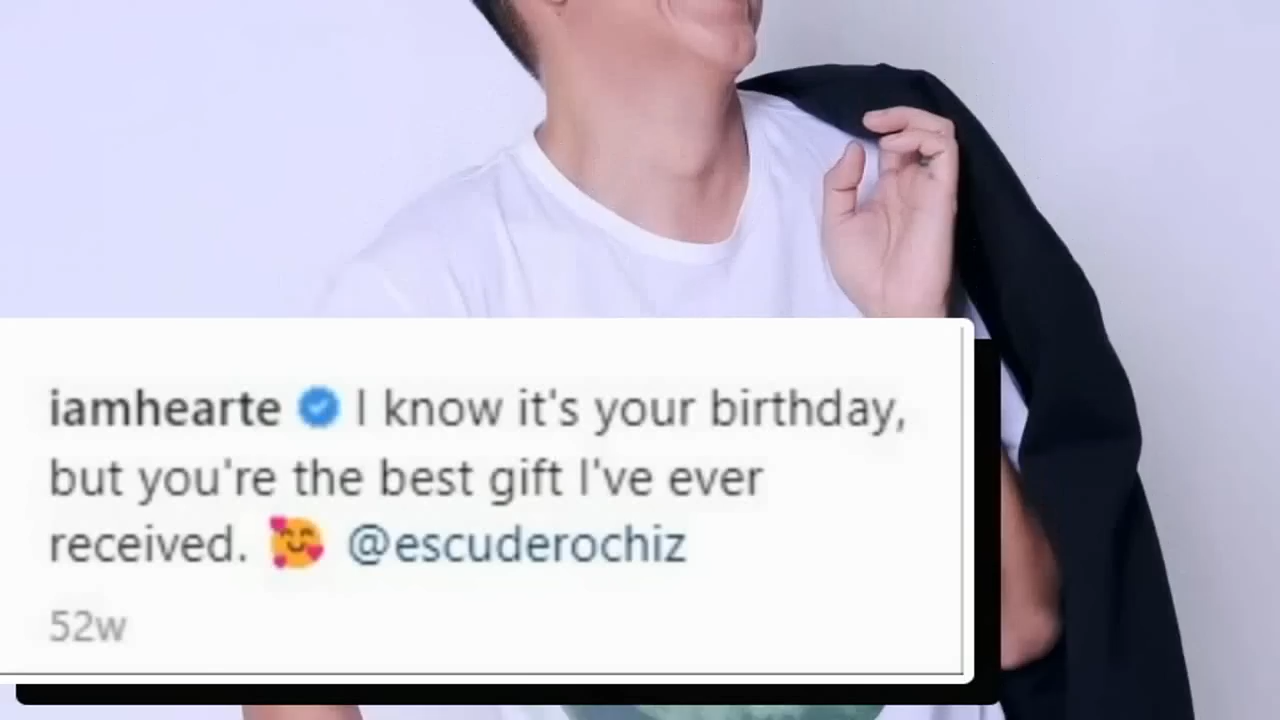 iamhearte I know it's your birthday,
but you're the best gift I've ever
received. 🥰 @escuderochiz
52w